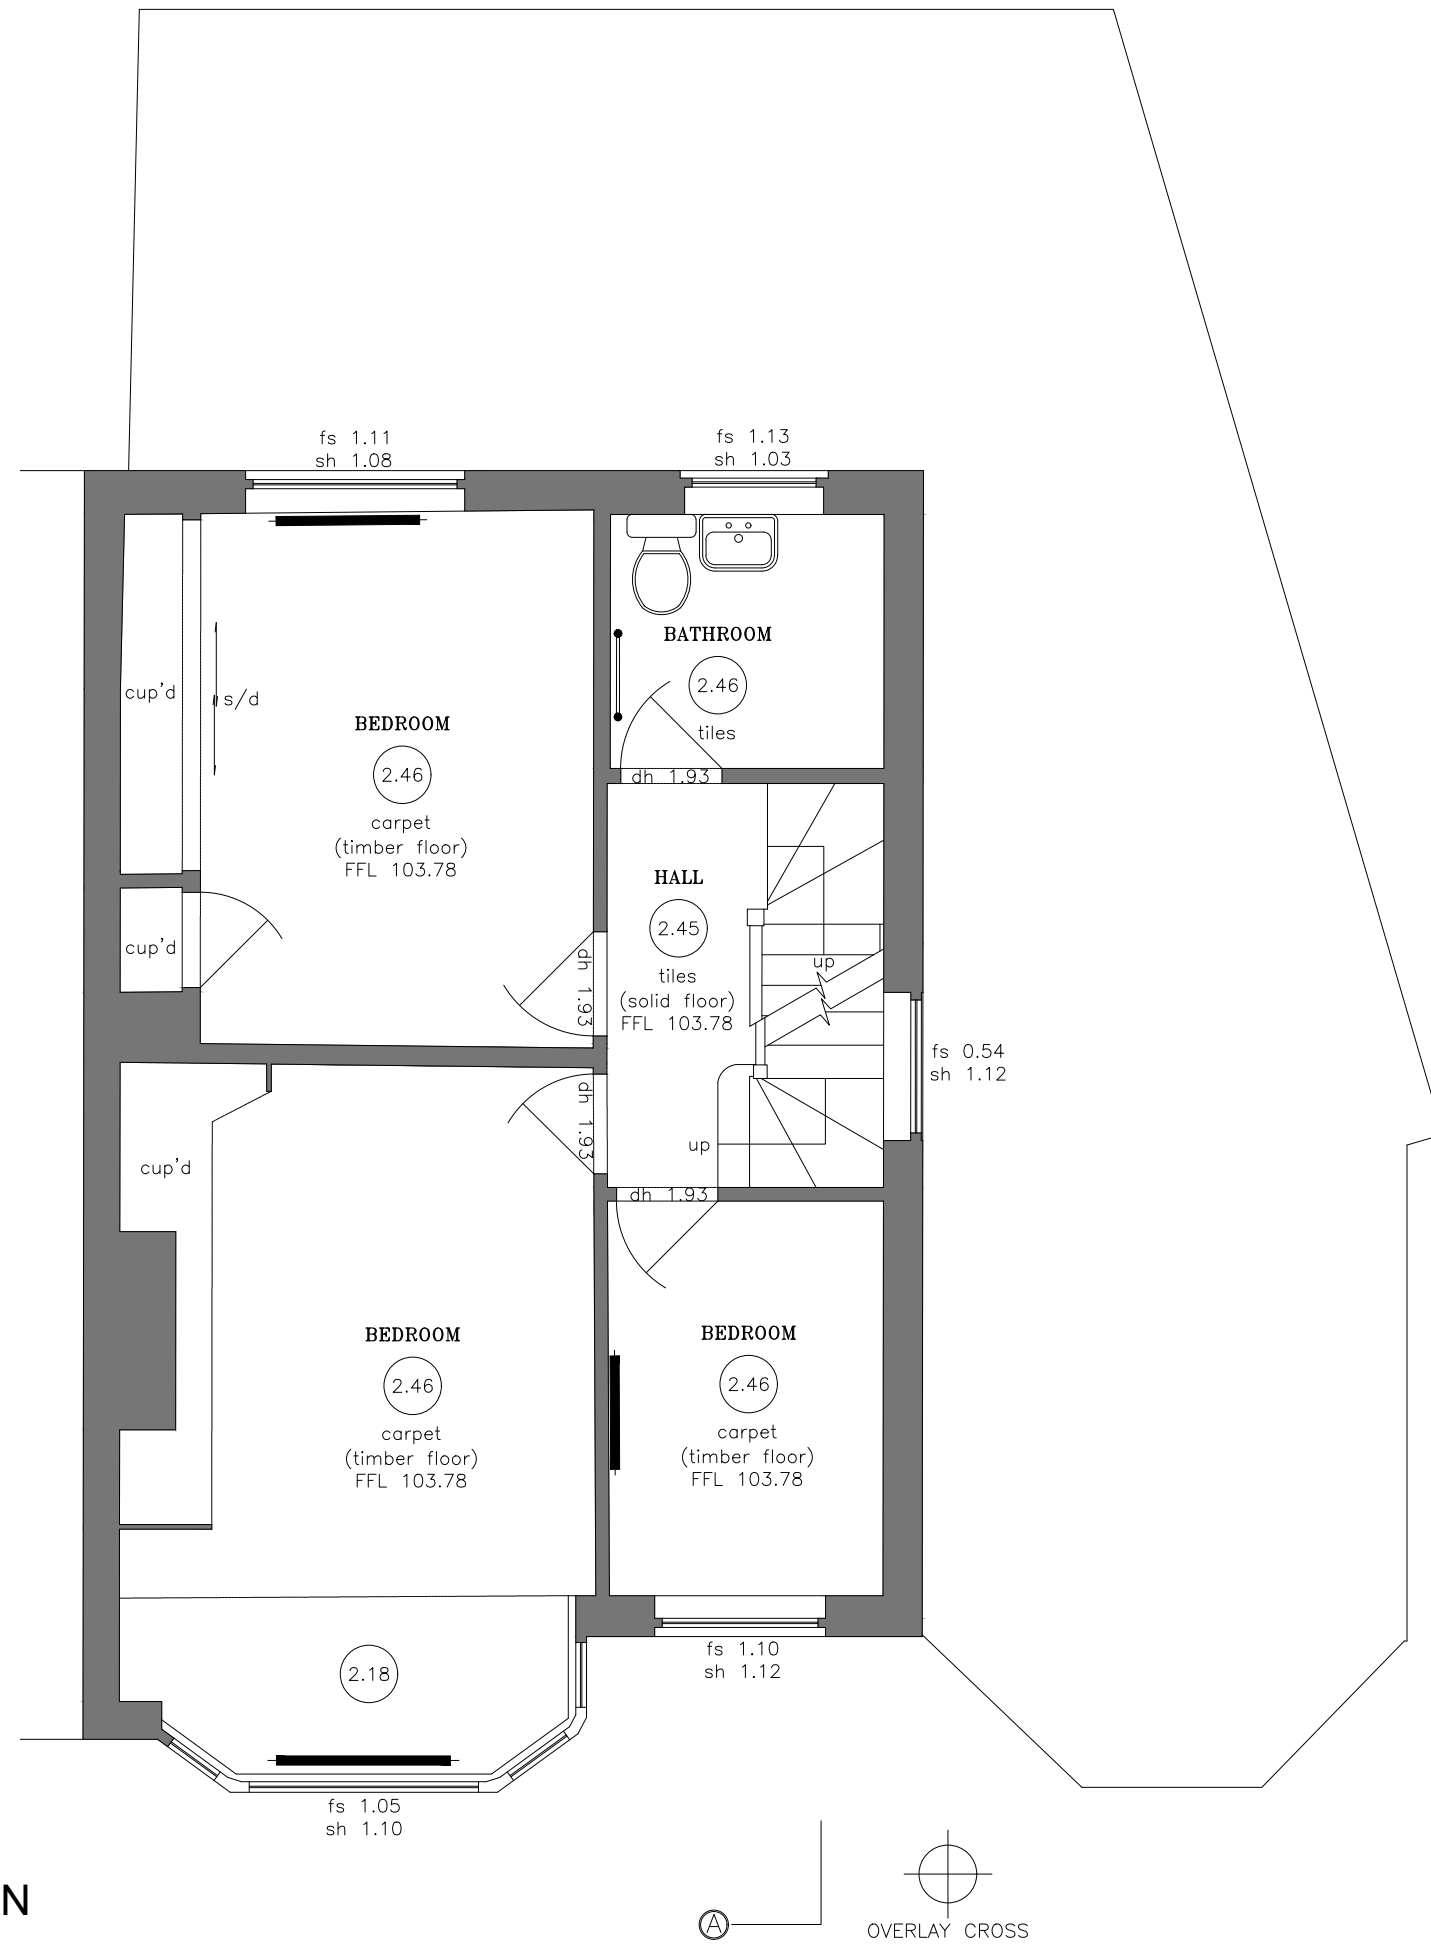 fs 1.11
sh 1.08
fs 1.13
sh 1.03
BATHROOM
2.46
tiles
dh 1.93
cup'd
s/d
BEDROOM
2.46
carpet
(timber floor)
FFL 103.78
cup'd
dh 1.93
HALL
2.45
tiles
(solid floor)
FFL 103.78
up
fs 0.54
sh 1.12
dh 1.93
up
dh 1.93
cup'd
BEDROOM
2.46
carpet
(timber floor)
FFL 103.78
BEDROOM
2.46
carpet
(timber floor)
FFL 103.78
2.18
fs 1.10
sh 1.12
fs 1.05
sh 1.10
N
A
OVERLAY CROSS